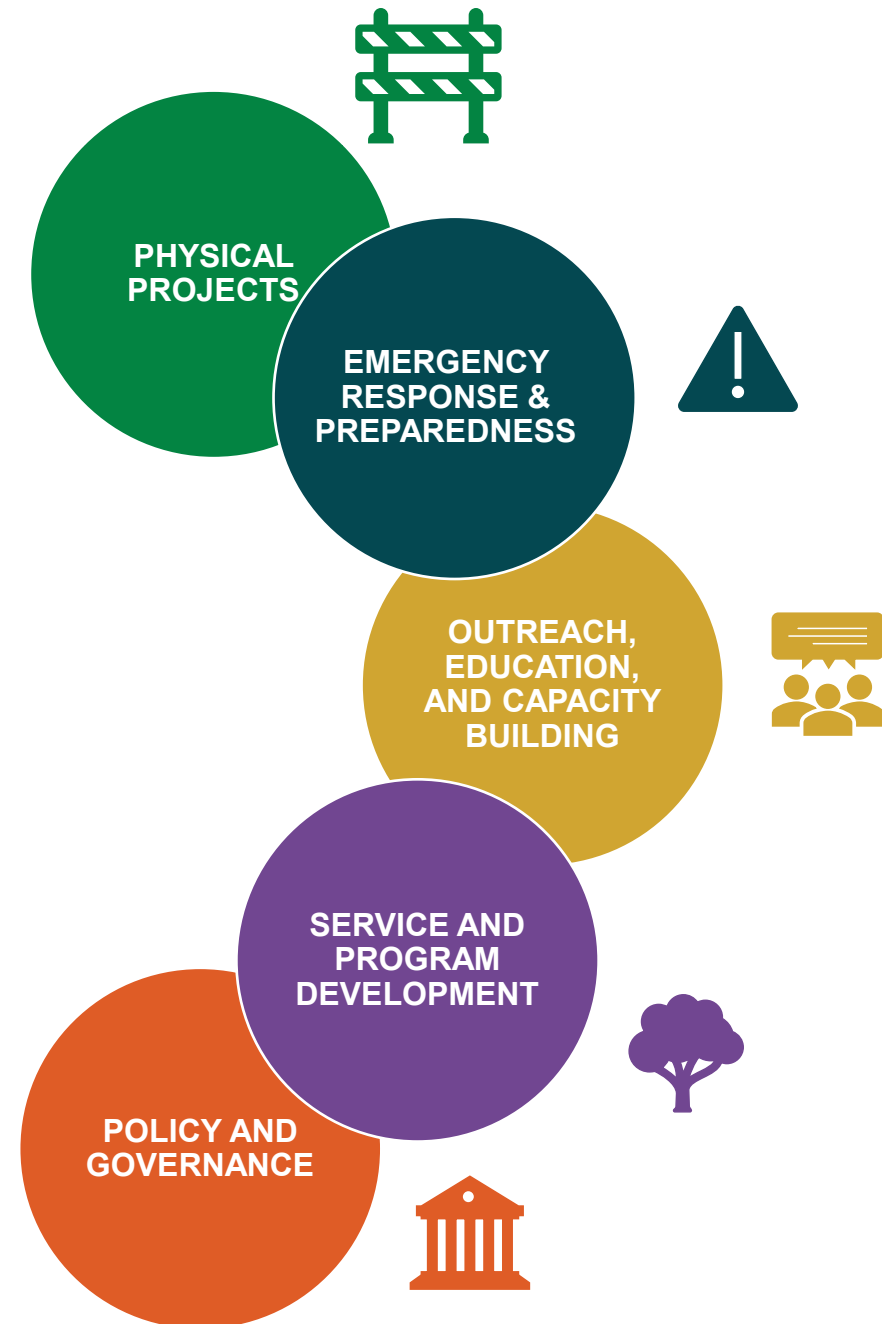 PHYSICAL
PROJECTS
EMERGENCY
RESPONSE &
PREPAREDNESS
OUTREACH,
EDUCATION,
AND CAPACITY
BUILDING
SERVICE AND
PROGRAM
DEVELOPMENT
POLICY AND
GOVERNANCE